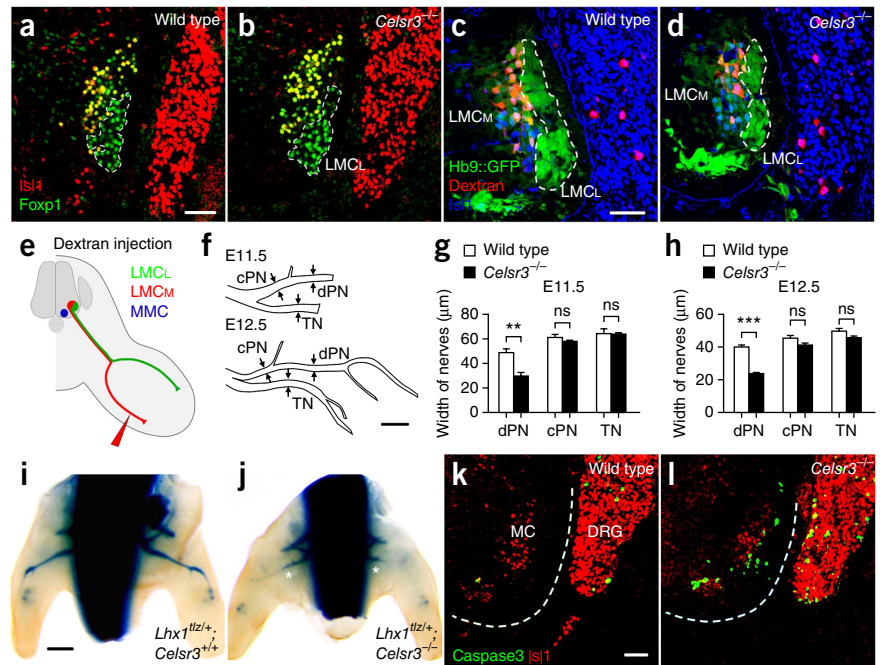 a
Wild type
Isl1
Foxp1
b
Celsr3–/–
LMCL
c
Wild type
LMCM
Hb9::GFP
Dextran
LMCL
d
Celsr3–/–
LMCM
LMCL
e
Dextran injection
LMCL
LMCM
MMC
f
E11.5
cPN
dPN
TN
E12.5
cPN
dPN
TN
g
Wild type
Celsr3–/–
E11.5
Width of nerves (μm)
80
60
40
20
0
**
ns
ns
dPN cPN TN
h
Wild type
Celsr3–/–
E12.5
Width of nerves (μm)
60
40
20
0
***
ns
ns
dPN cPN TN
i
Lhx1tlz/+;
Celsr3+/+
j
*
*
Lhx1tlz/+;
Celsr3–/–
k
Wild type
MC
DRG
Caspase3 Isl1
l
Celsr3–/–